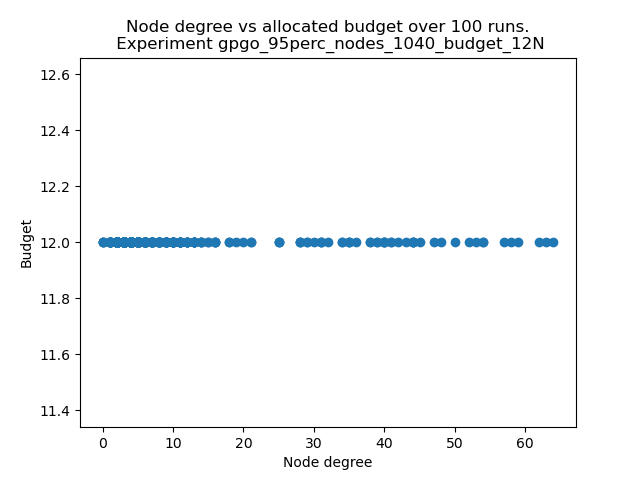 Node degree vs allocated budget over 100 runs.
Experiment gpgo_95perc_nodes_1040_budget_12N
12.6
12.4
12.2
12.0
11.8
11.6
11.4
Budget
0 10 20 30 40 50 60
Node degree